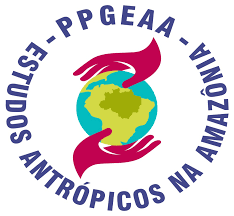 - PPGEAA -
ESTUDOS ANTRÓPICOS NA AMAZÔNIA